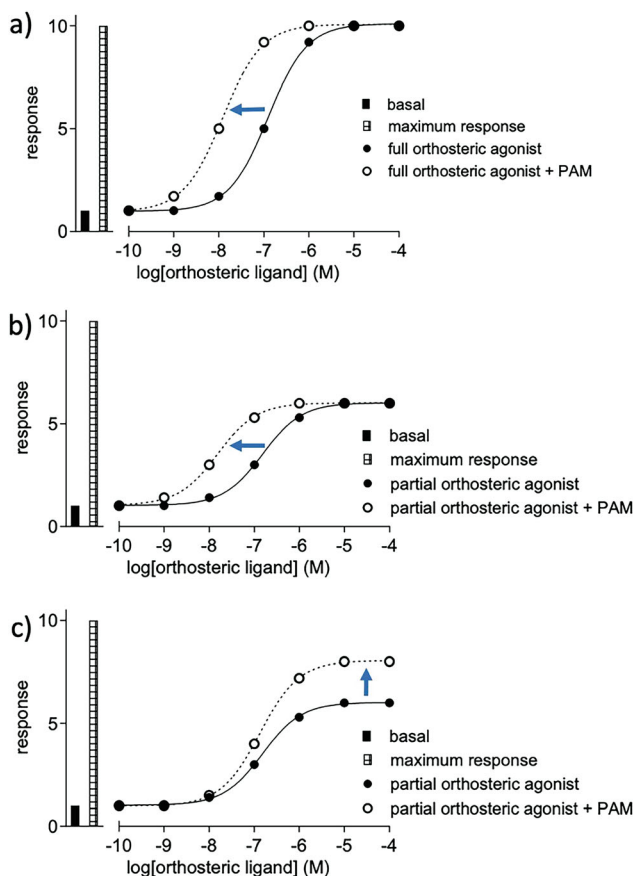 a)
10
5
0
response
basal
maximum response
full orthosteric agonist
full orthosteric agonist + PAM
-10 -9 -8 -7 -6 -5 -4
log[orthosteric ligand] (M)
b)
10
5
0
response
basal
maximum response
partial orthosteric agonist
partial orthosteric agonist + PAM
-10 -9 -8 -7 -6 -5 -4
log[orthosteric ligand] (M)
c)
10
5
0
response
basal
maximum response
partial orthosteric agonist
partial orthosteric agonist + PAM
-10 -9 -8 -7 -6 -5 -4
log[orthosteric ligand] (M)